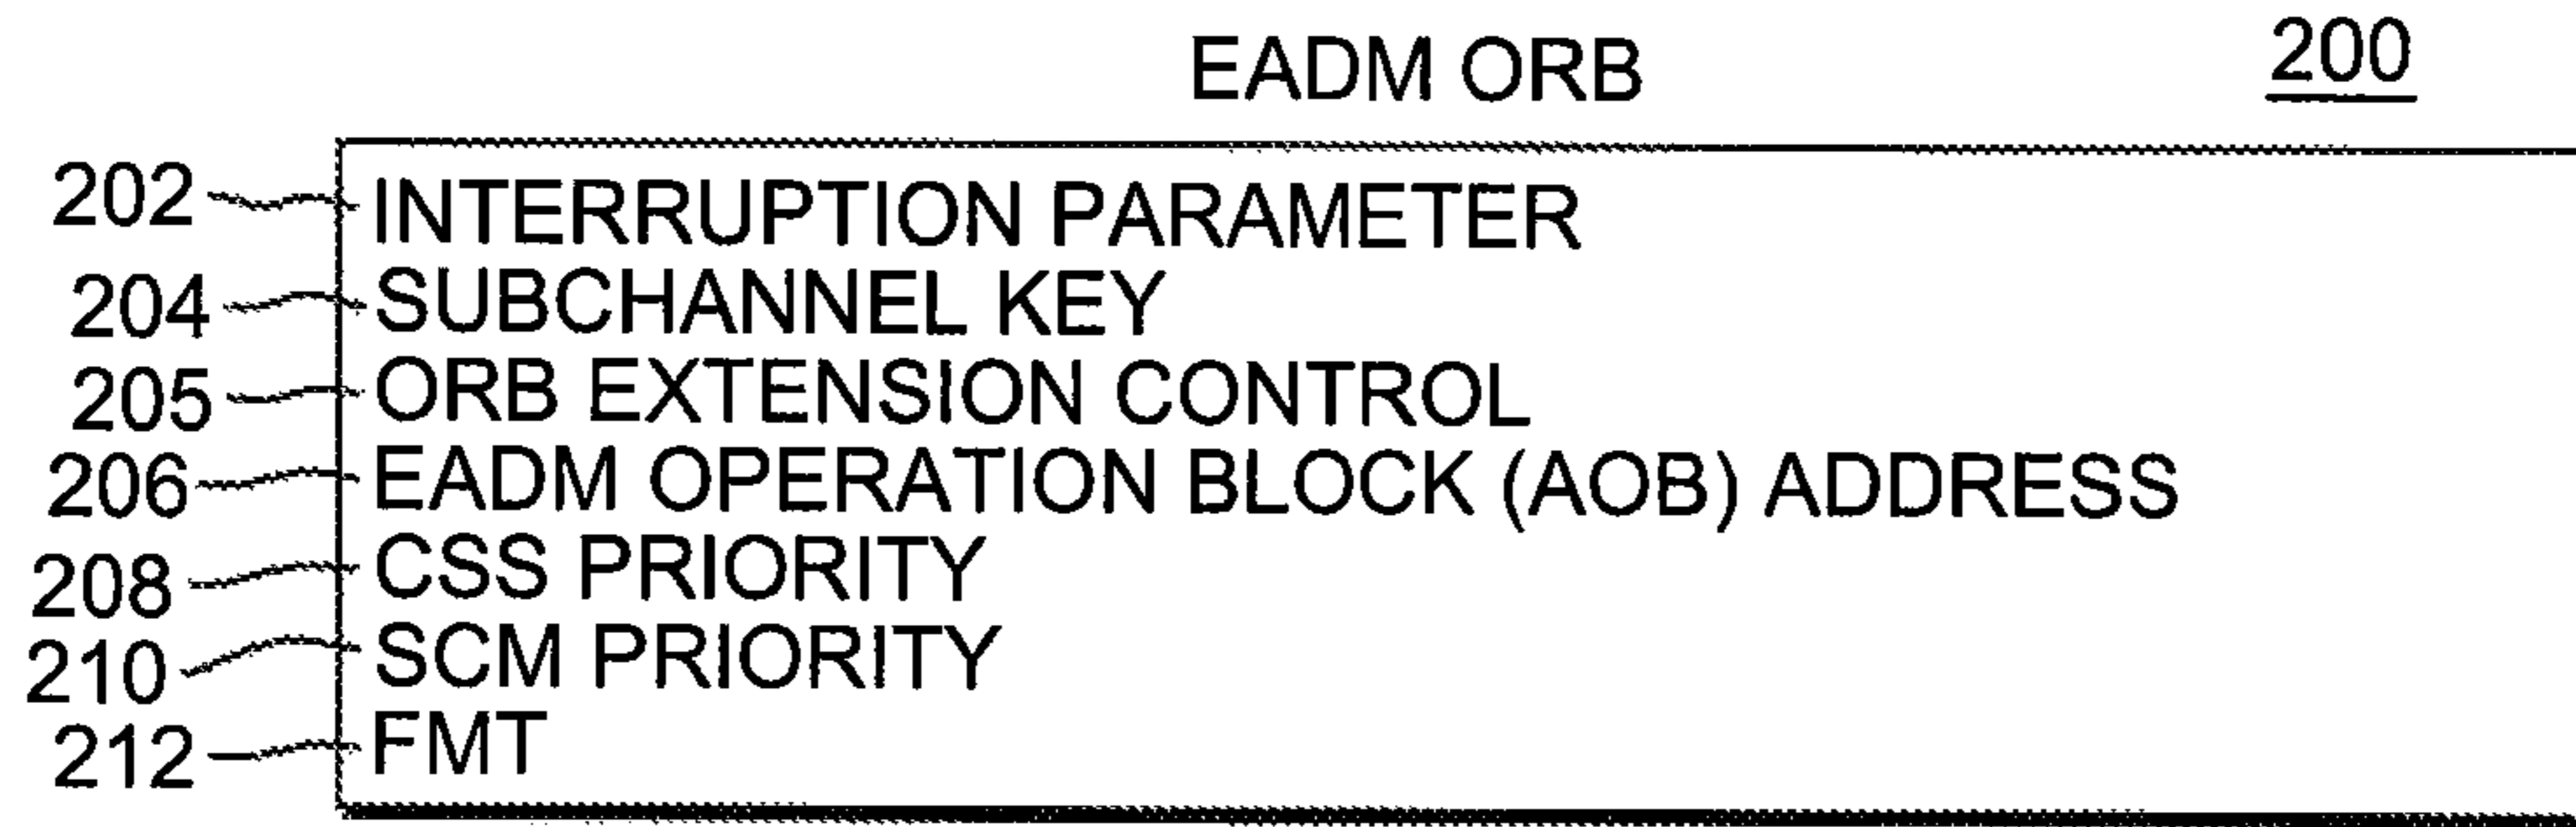 EADM ORB 200
202 INTERRUPTION PARAMETER
204 SUBCHANNEL KEY
205 ORB EXTENSION CONTROL
206 EADM OPERATION BLOCK (AOB) ADDRESS
208 CSS PRIORITY
210 SCM PRIORITY
212 FMT